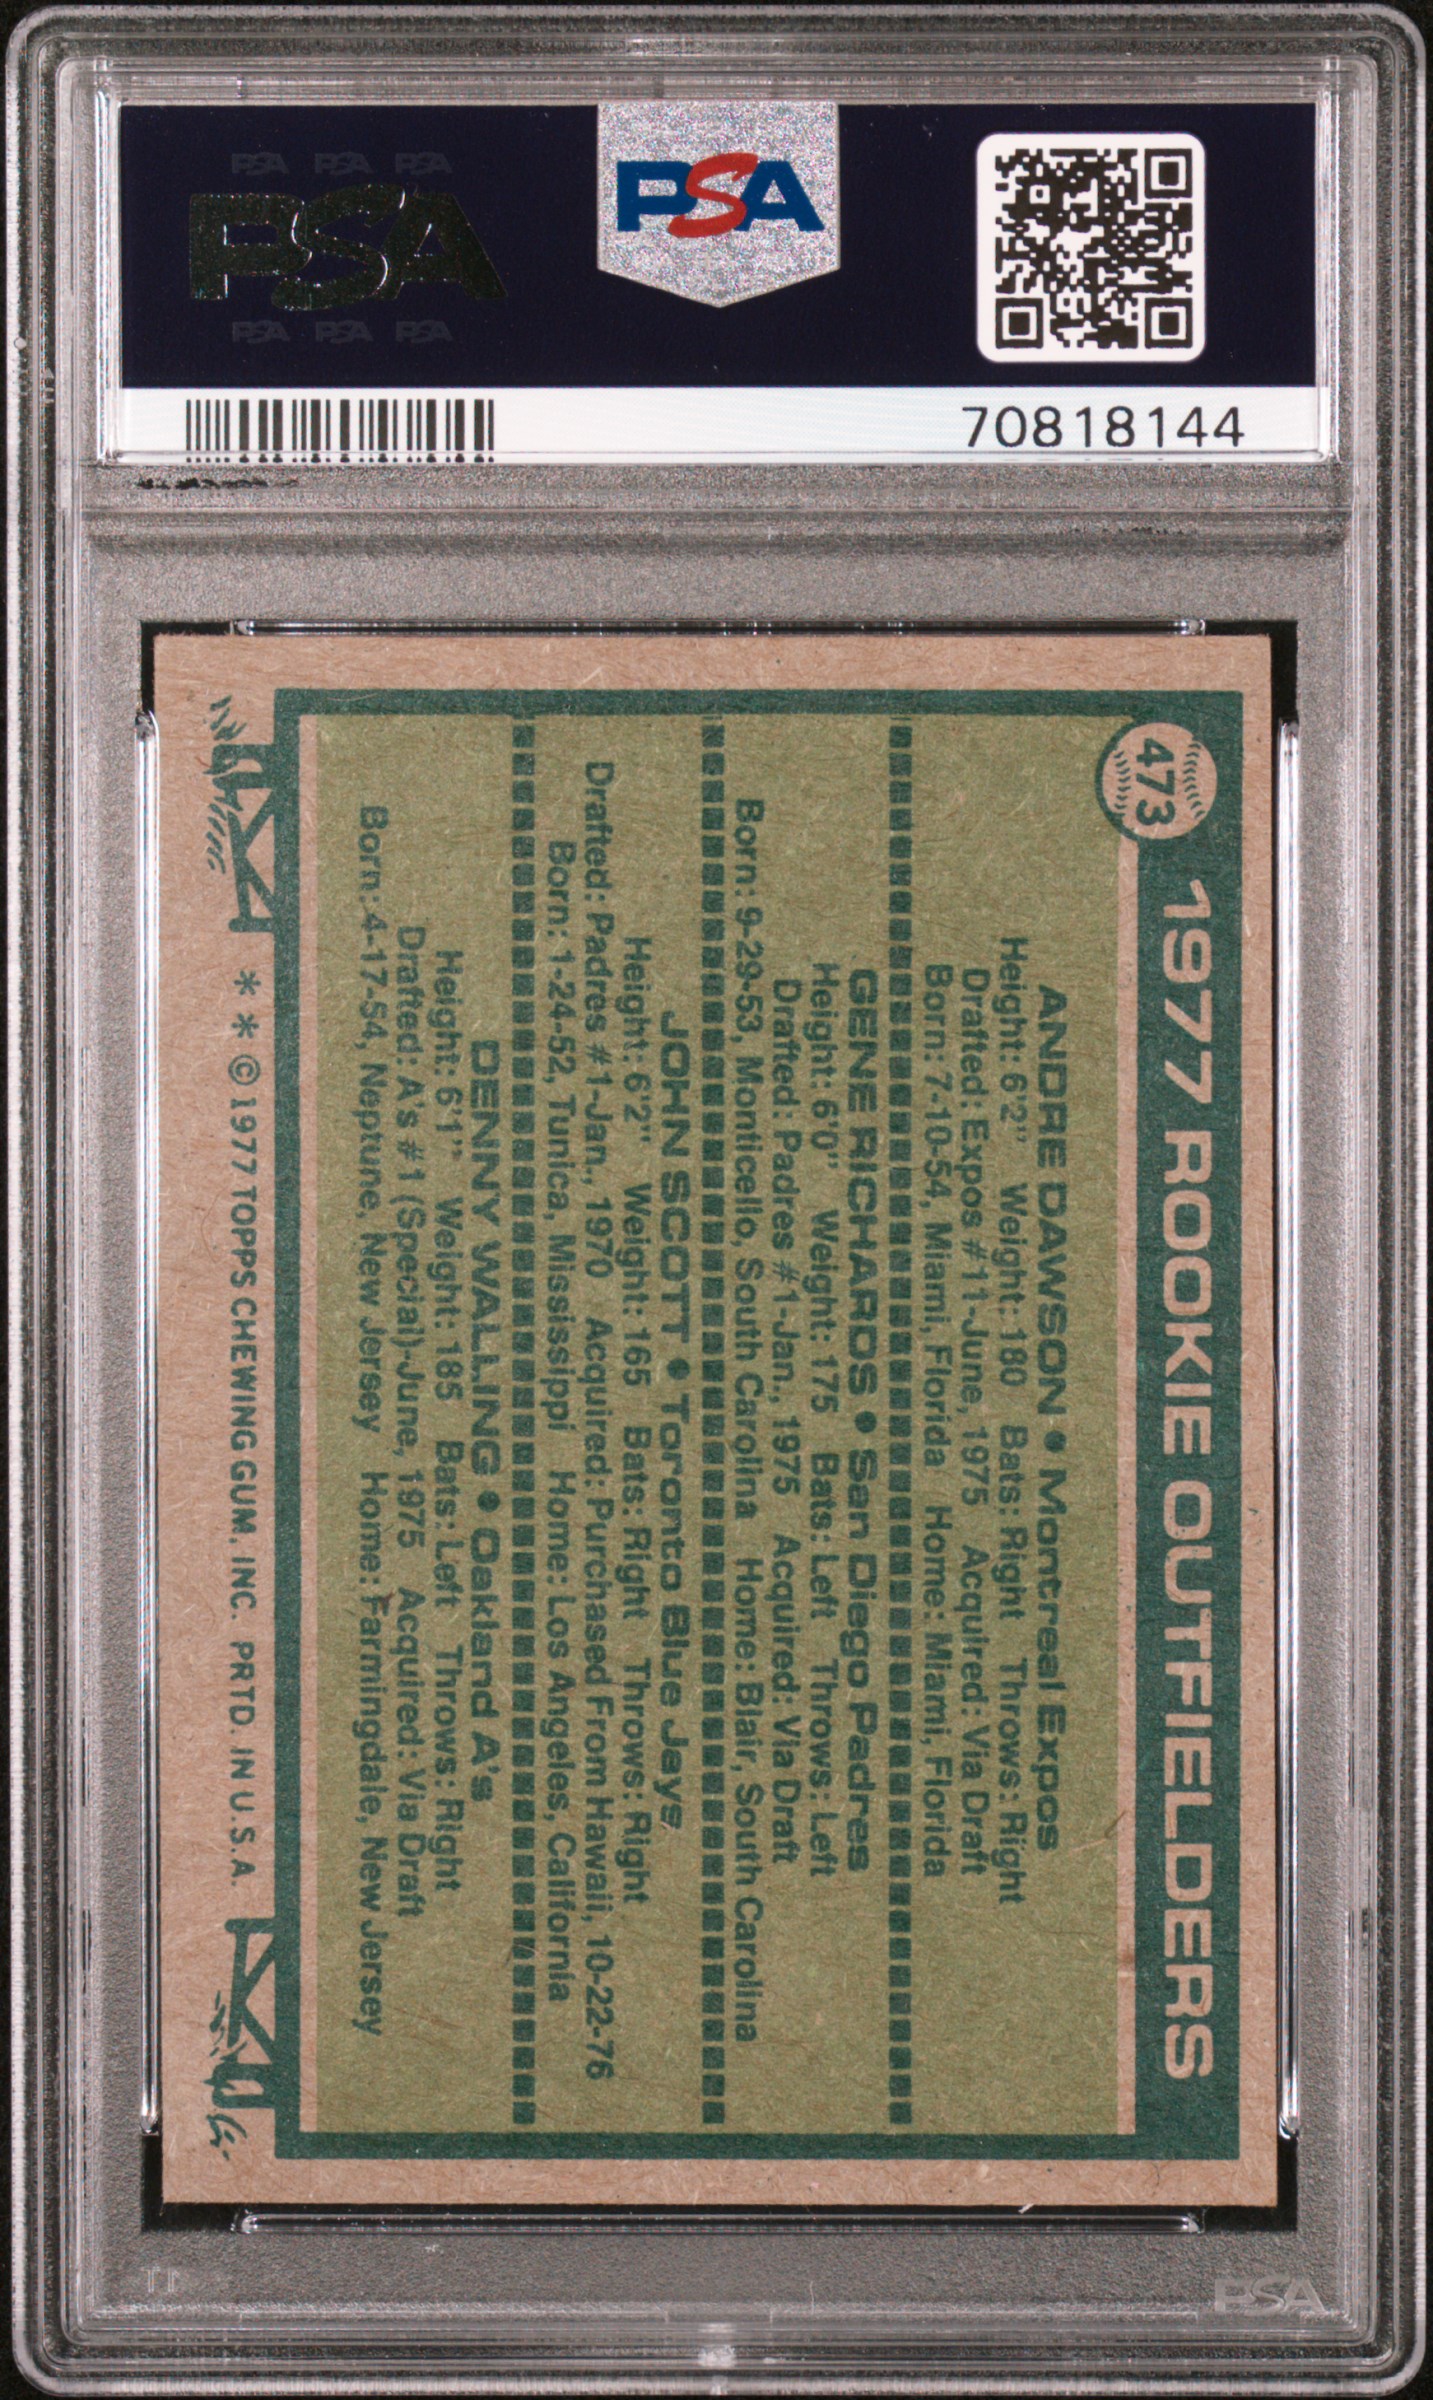 PSA PSA PSA
PSA
PSA PSA PSA
PSA
70818144
473
1977 ROOKIE OUTFIELDERS
ANDRE DAWSON • Montreal Expos
Height: 6'2" Weight: 180 Bats: Right Throws: Right
Drafted: Expos #11-June, 1975 Acquired: Via Draft
Born: 7-10-54, Miami, Florida Home: Miami, Florida
GENE RICHARDS • San Diego Padres
Height: 6'0" Weight: 175 Bats: Left Throws: Left
Drafted: Padres #1-Jan., 1975 Acquired: Via Draft
Born: 9-29-53, Monticello, South Carolina Home: Blair, South Carolina
JOHN SCOTT • Toronto Blue Jays
Height: 6'2" Weight: 165 Bats: Right Throws: Right
Drafted: Padres #1-Jan., 1970 Acquired: Purchased From Hawaii, 10-22-76
Born: 1-24-52, Tunica, Mississippi Home: Los Angeles, California
DENNY WALLING • Oakland A's
Height: 6'1" Weight: 185 Bats: Left Throws: Right
Drafted: A's #1 (Special)-June, 1975 Acquired: Via Draft
Born: 4-17-54, Neptune, New Jersey Home: Farmingdale, New Jersey
* * © 1977 TOPPS CHEWING GUM, INC. PRTD. IN U.S.A.
PSA